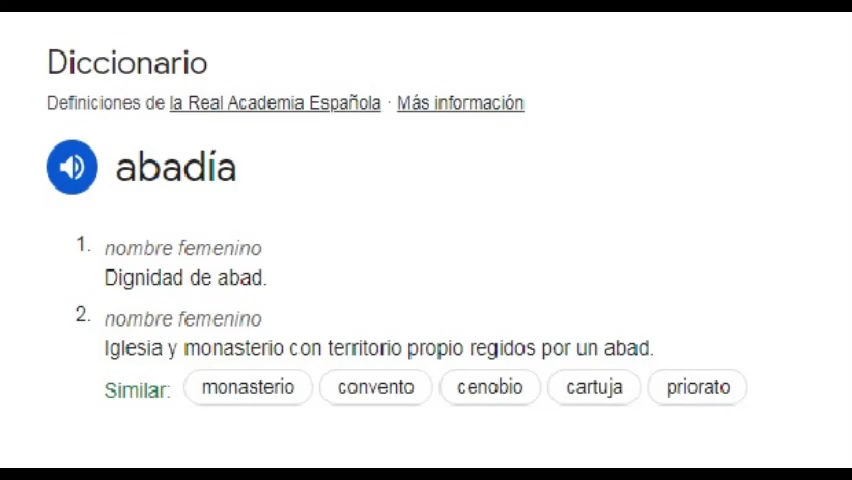 Diccionario
Definiciones de la Real Academia Española · Más información
abadía
1. nombre femenino
Dignidad de abad.
2. nombre femenino
Iglesia y monasterio con territorio propio regidos por un abad.
Similar: monasterio convento cenobio cartuja priorato